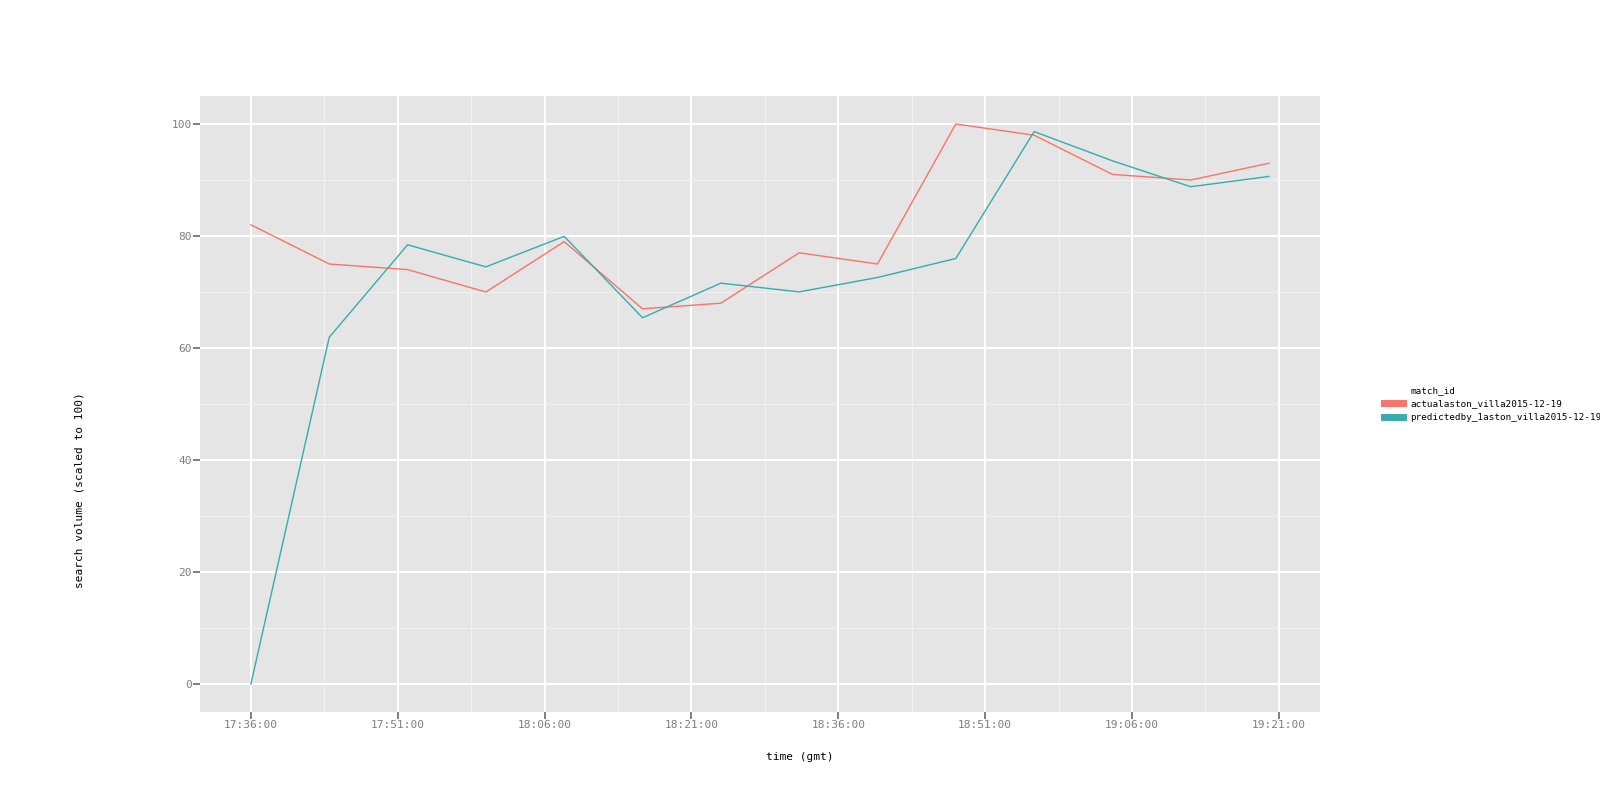 100
80
60
40
20
0
search volume (scaled to 100)
17:36:00 17:51:00 18:06:00 18:21:00 18:36:00 18:51:00 19:06:00 19:21:00
time (gmt)
match_id
actualaston_villa2015-12-19
predictedby_1aston_villa2015-12-19